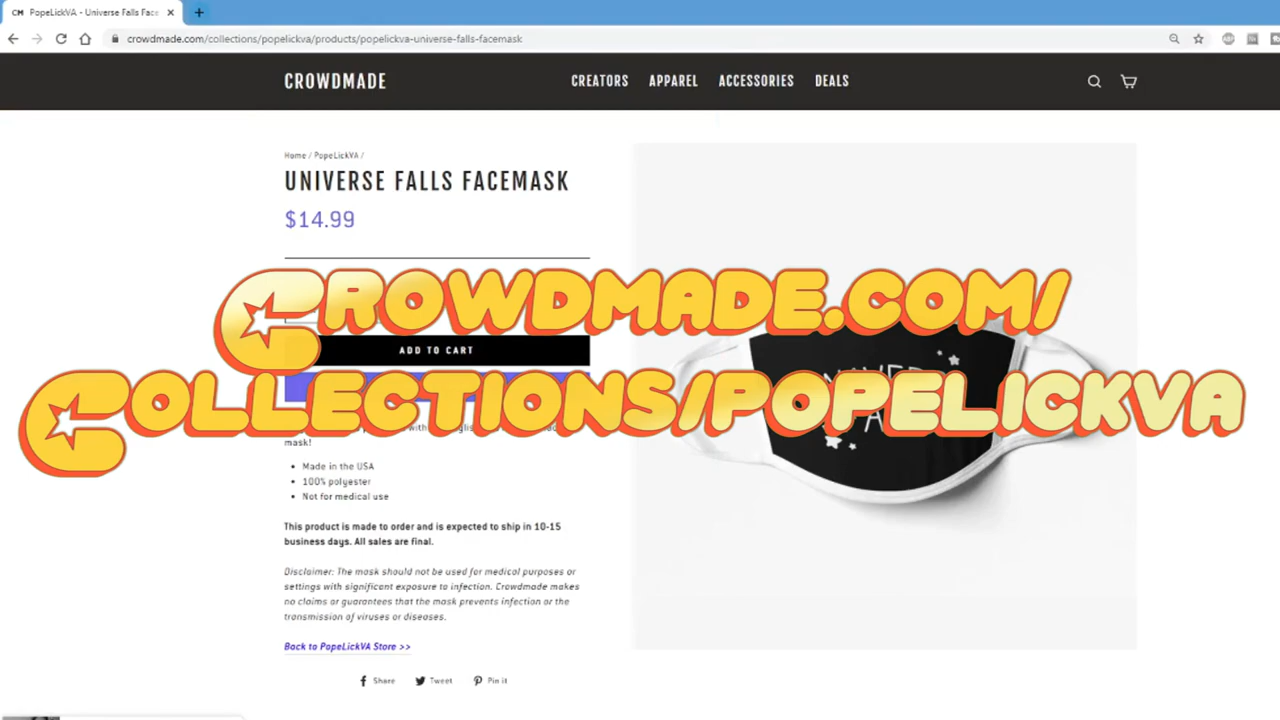 CM PopeLickVA - Universe Falls Face
crowdmade.com/collections/popelickva/products/popelickva-universe-falls-facemask
CROWDMADE
CREATORS APPAREL ACCESSORIES DEALS
Home / PopeLickVA /
UNIVERSE FALLS FACEMASK
$14.99
CROWDMADE.COM/
ADD TO CART
COLLECTIONS/POPELICKVA
mask!
Made in the USA
100% polyester
Not for medical use
This product is made to order and is expected to ship in 10-15
business days. All sales are final.
Disclaimer: The mask should not be used for medical purposes or
settings with significant exposure to infection. Crowdmade makes
no claims or guarantees that the mask prevents infection or the
transmission of viruses or diseases.
Back to PopeLickVA Store >>
Share Tweet Pin it